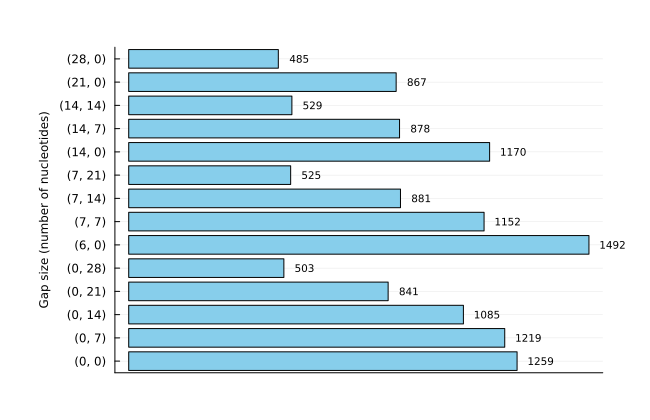 Gap size (number of nucleotides)
(28, 0) 485
(21, 0) 867
(14, 14) 529
(14, 7) 878
(14, 0) 1170
(7, 21) 525
(7, 14) 881
(7, 7) 1152
(6, 0) 1492
(0, 28) 503
(0, 21) 841
(0, 14) 1085
(0, 7) 1219
(0, 0) 1259